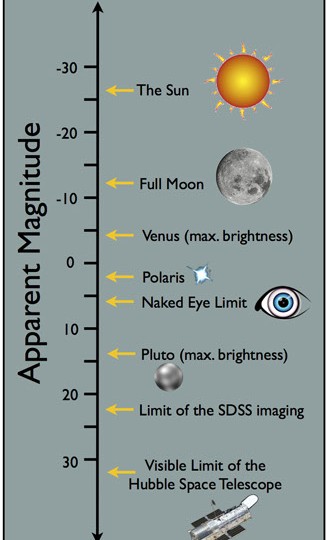 Apparent Magnitude
-30
The Sun
-20
Full Moon
-10
Venus (max. brightness)
0
Polaris
Naked Eye Limit
10
Pluto (max. brightness)
20
Limit of the SDSS imaging
30
Visible Limit of the
Hubble Space Telescope